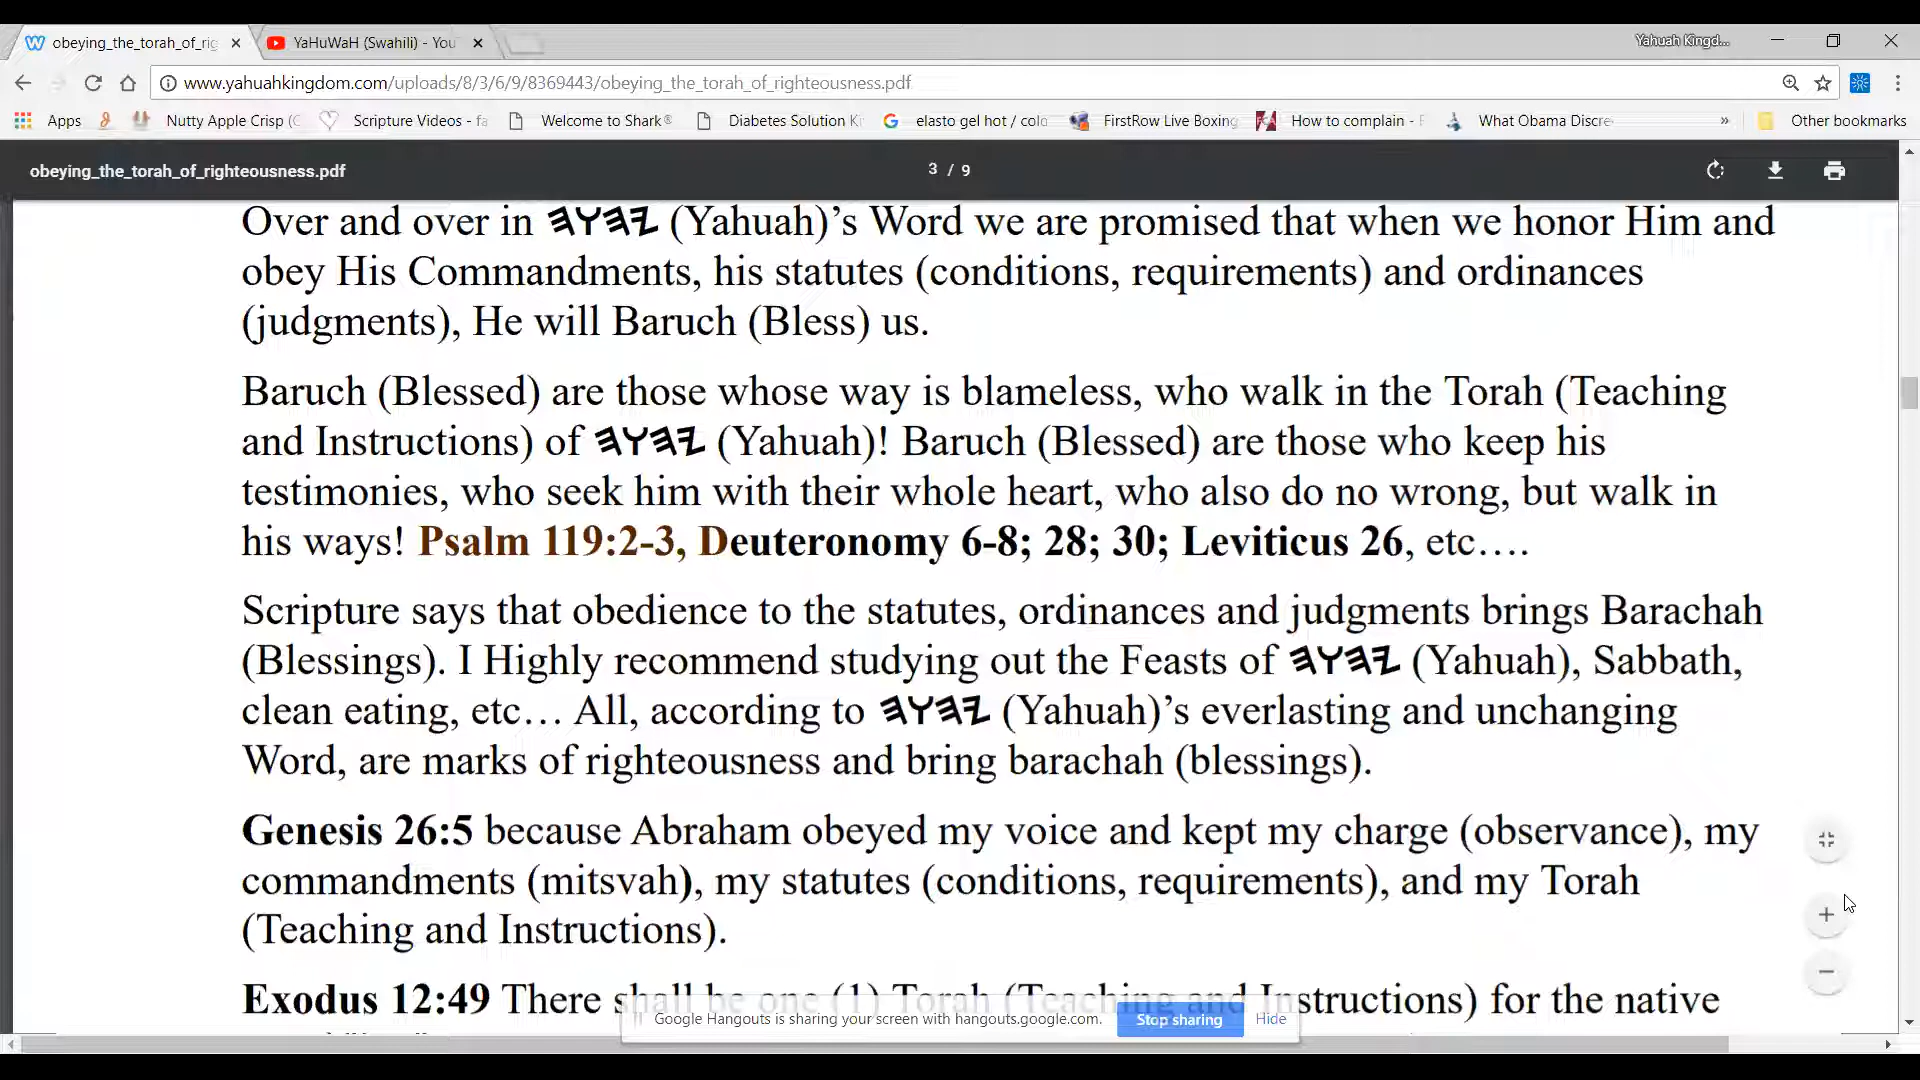 obeying_the_torah_of_rig
YaHuWaH (Swahili) - You
Yahuah Kingd...
www.yahuahkingdom.com/uploads/8/3/6/9/8369443/obeying_the_torah_of_righteousness.pdf
Apps Nutty Apple Crisp (C Scripture Videos - fa Welcome to Shark® Diabetes Solution Ki elasto gel hot / cold FirstRow Live Boxing How to complain - F What Obama Discre » Other bookmarks
obeying_the_torah_of_righteousness.pdf 3 / 9
Over and over in 𐤉𐤄𐤅𐤄 (Yahuah)’s Word we are promised that when we honor Him and
obey His Commandments, his statutes (conditions, requirements) and ordinances
(judgments), He will Baruch (Bless) us.
Baruch (Blessed) are those whose way is blameless, who walk in the Torah (Teaching
and Instructions) of 𐤉𐤄𐤅𐤄 (Yahuah)! Baruch (Blessed) are those who keep his
testimonies, who seek him with their whole heart, who also do no wrong, but walk in
his ways! Psalm 119:2-3, Deuteronomy 6-8; 28; 30; Leviticus 26, etc….
Scripture says that obedience to the statutes, ordinances and judgments brings Barachah
(Blessings). I Highly recommend studying out the Feasts of 𐤉𐤄𐤅𐤄 (Yahuah), Sabbath,
clean eating, etc… All, according to 𐤉𐤄𐤅𐤄 (Yahuah)’s everlasting and unchanging
Word, are marks of righteousness and bring barachah (blessings).
Genesis 26:5 because Abraham obeyed my voice and kept my charge (observance), my
commandments (mitsvah), my statutes (conditions, requirements), and my Torah
(Teaching and Instructions).
Exodus 12:49 There shall be one (1) Torah (Teaching and Instructions) for the native
Google Hangouts is sharing your screen with hangouts.google.com. Stop sharing Hide